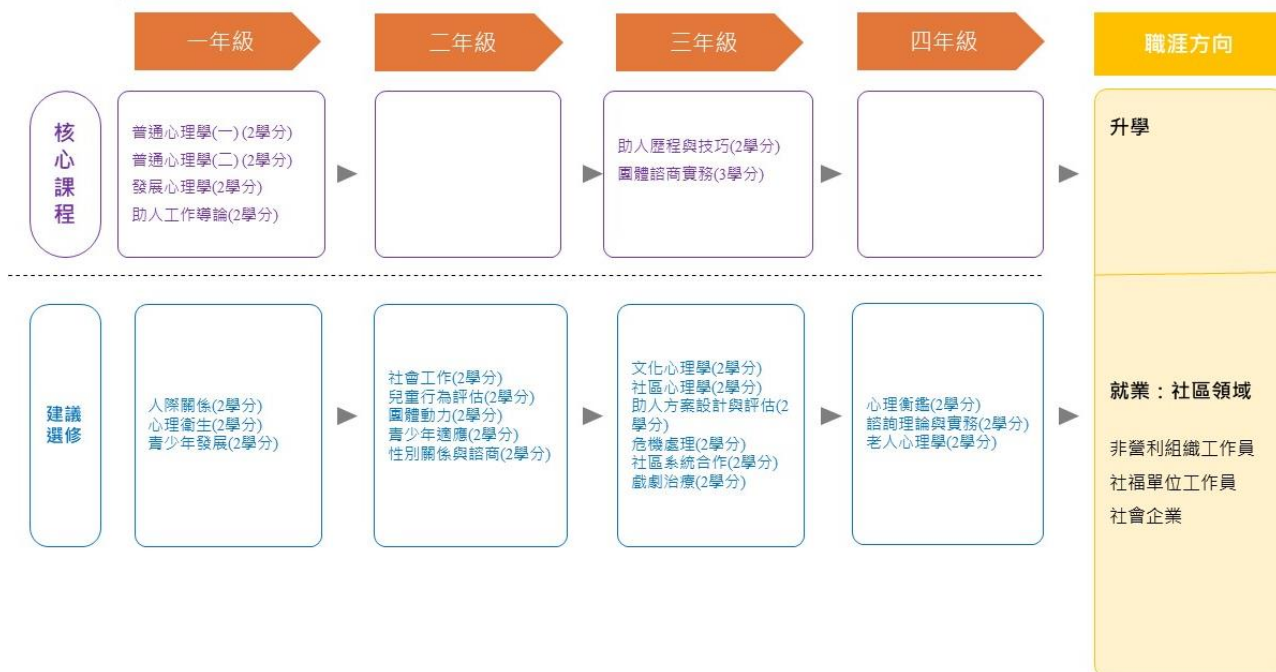 一年級
二年級
三年級
四年級
職涯方向
核
心
課
程
普通心理學(一) (2學分)
普通心理學(二) (2學分)
發展心理學(2學分)
助人工作導論(2學分)
助人歷程與技巧(2學分)
團體諮商實務(3學分)
升學
建議
選修
人際關係(2學分)
心理衛生(2學分)
青少年發展(2學分)
社會工作(2學分)
兒童行為評估(2學分)
團體動力(2學分)
青少年適應(2學分)
性別關係與諮商(2學分)
文化心理學(2學分)
社區心理學(2學分)
助人方案設計與評估(2
學分)
危機處理(2學分)
社區系統合作(2學分)
戲劇治療(2學分)
心理衡鑑(2學分)
諮詢理論與實務(2學分)
老人心理學(2學分)
就業：社區領域
非營利組織工作員
社福單位工作員
社會企業